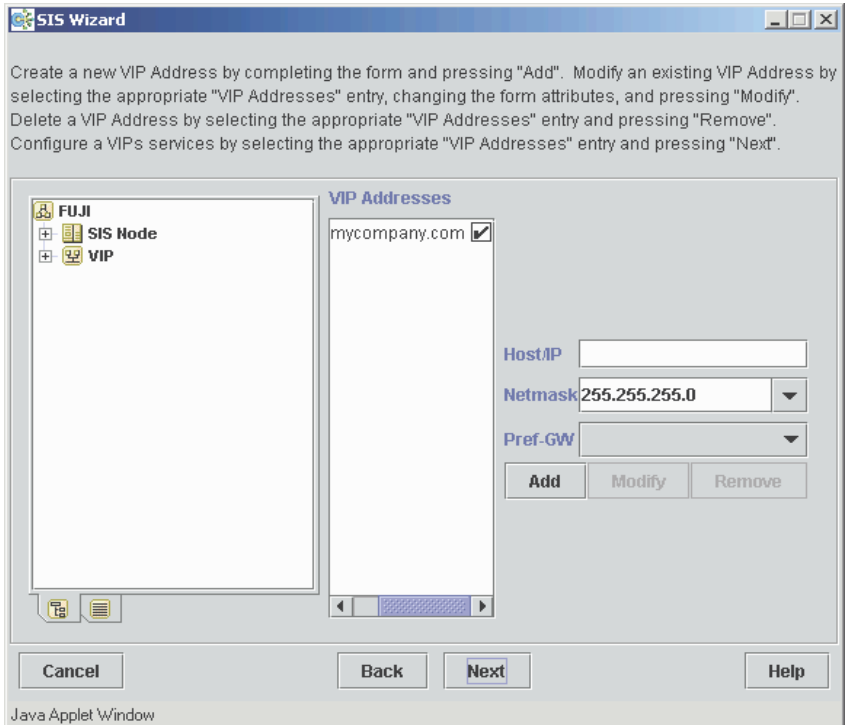 SIS Wizard
Create a new VIP Address by completing the form and pressing "Add". Modify an existing VIP Address by
selecting the appropriate "VIP Addresses" entry, changing the form attributes, and pressing "Modify".
Delete a VIP Address by selecting the appropriate "VIP Addresses" entry and pressing "Remove".
Configure a VIPs services by selecting the appropriate "VIP Addresses" entry and pressing "Next".
FUJI
SIS Node
VIP
VIP Addresses
mycompany.com
Host/IP
Netmask 255.255.255.0
Pref-GW
Add Modify Remove
Cancel Back Next Help
Java Applet Window